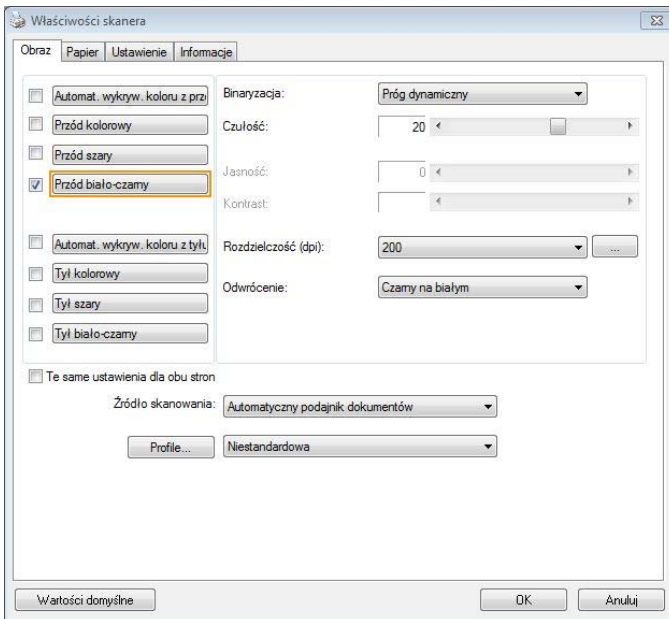 Właściwości skanera
Obraz Papier Ustawienie Informacje
Automat. wykryw. koloru z prz
Przód kolorowy
Przód szary
Przód biało-czarny
Automat. wykryw. koloru z tyłu
Tył kolorowy
Tył szary
Tył biało-czarny
Binaryzacja: Próg dynamiczny
Czułość: 20
Jasność: 0
Kontrast:
Rozdzielczość (dpi): 200 ...
Odwrócenie: Czarny na białym
Te same ustawienia dla obu stron
Źródło skanowania: Automatyczny podajnik dokumentów
Profile... Niestandardowa
Wartości domyślne OK Anuluj